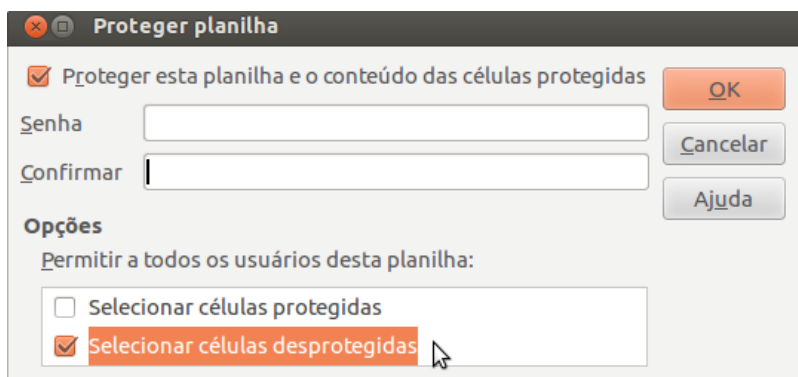 Proteger planilha
Proteger esta planilha e o conteúdo das células protegidas
OK
Senha
Cancelar
Confirmar
Ajuda
Opções
Permitir a todos os usuários desta planilha:
Selecionar células protegidas
Selecionar células desprotegidas